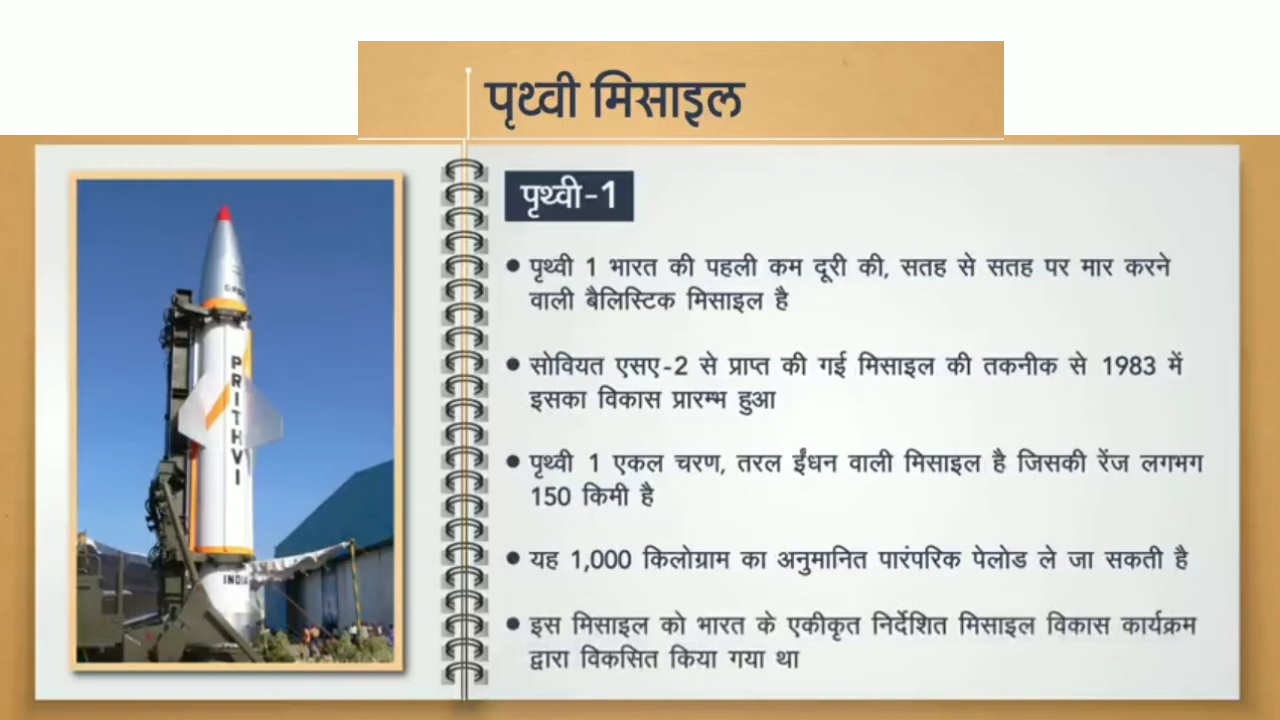 पृथ्वी मिसाइल
पृथ्वी-1
• पृथ्वी 1 भारत की पहली कम दूरी की, सतह से सतह पर मार करने
वाली बैलिस्टिक मिसाइल है
• सोवियत एसए-2 से प्राप्त की गई मिसाइल की तकनीक से 1983 में
इसका विकास प्रारम्भ हुआ
• पृथ्वी 1 एकल चरण, तरल ईंधन वाली मिसाइल है जिसकी रेंज लगभग
150 किमी है
• यह 1,000 किलोग्राम का अनुमानित पारंपरिक पेलोड ले जा सकती है
• इस मिसाइल को भारत के एकीकृत निर्देशित मिसाइल विकास कार्यक्रम
द्वारा विकसित किया गया था
PRITHVI
INDIA